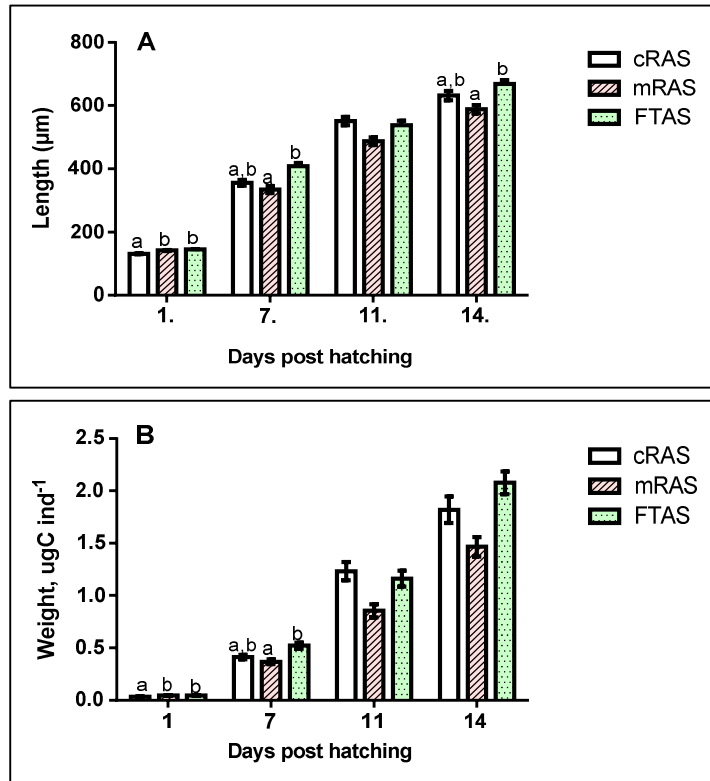 A
800
600
400
200
0
Length (µm)
a b b
a,b a b
a,b a b
1. 7. 11. 14.
Days post hatching
cRAS
mRAS
FTAS
B
2.5
2.0
1.5
1.0
0.5
0.0
Weight, ugC ind-1
a b b
a,b a b
1 7 11 14
Days post hatching
cRAS
mRAS
FTAS